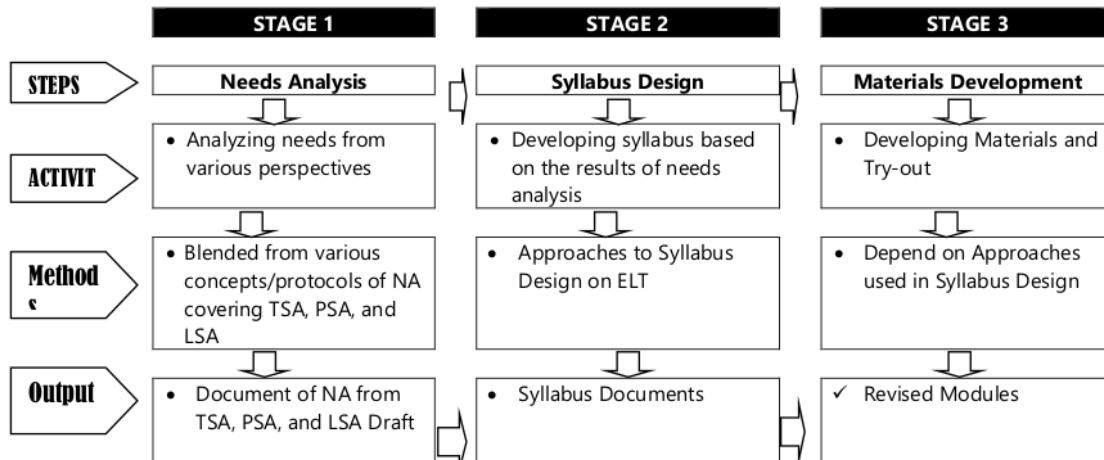 STAGE 1
STAGE 2
STAGE 3
STEPS
Needs Analysis
Syllabus Design
Materials Development
ACTIVIT
• Analyzing needs from
various perspectives
• Developing syllabus based
on the results of needs
analysis
• Developing Materials and
Try-out
Method
s
• Blended from various
concepts/protocols of NA
covering TSA, PSA, and
LSA
• Approaches to Syllabus
Design on ELT
• Depend on Approaches
used in Syllabus Design
Output
• Document of NA from
TSA, PSA, and LSA Draft
• Syllabus Documents
✓ Revised Modules